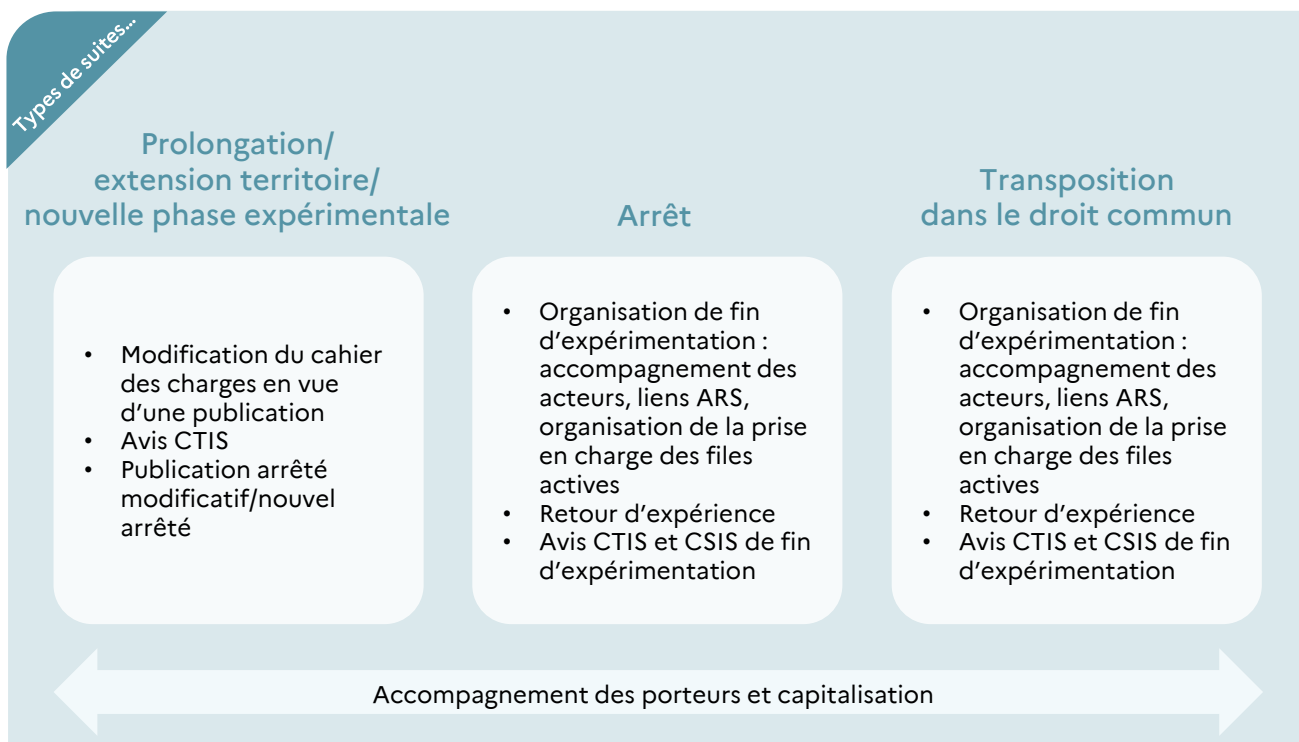 Types de suites...
Prolongation/
extension territoire/
nouvelle phase expérimentale
• Modification du cahier
des charges en vue
d'une publication
• Avis CTIS
• Publication arrêté
modificatif/nouvel
arrêté
Arrêt
• Organisation de fin
d'expérimentation :
accompagnement des
acteurs, liens ARS,
organisation de la prise
en charge des files
actives
• Retour d'expérience
• Avis CTIS et CSIS de fin
d'expérimentation
Transposition
dans le droit commun
• Organisation de fin
d'expérimentation :
accompagnement des
acteurs, liens ARS,
organisation de la prise
en charge des files
actives
• Retour d'expérience
• Avis CTIS et CSIS de fin
d'expérimentation
Accompagnement des porteurs et capitalisation